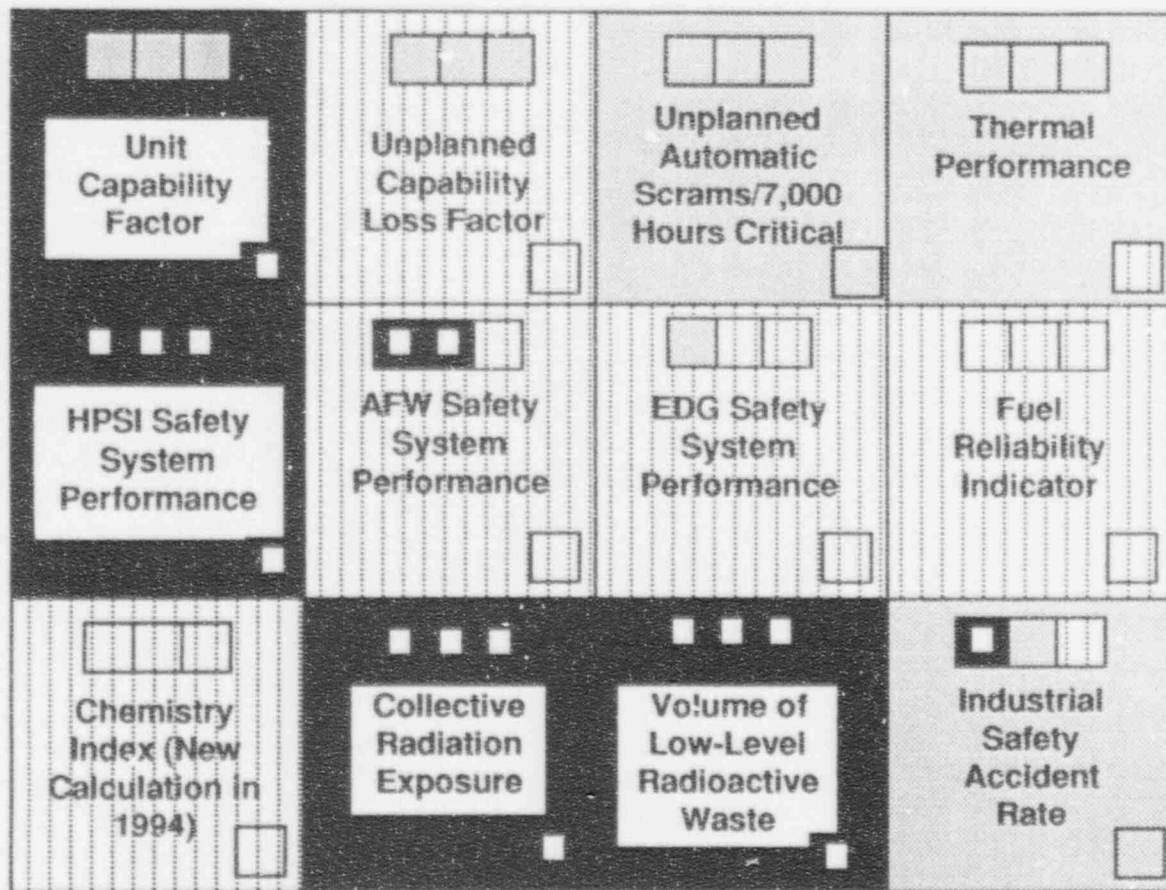 Unit
Capability
Factor
Unplanned
Capability
Loss Factor
Unplanned
Automatic
Scrams/7,000
Hours Critical
Thermal
Performance
HPSI Safety
System
Performance
AFW Safety
System
Performance
EDG Safety
System
Performance
Fuel
Reliability
Indicator
Chemistry
Index (New
Calculation in
1994)
Collective
Radiation
Exposure
Volume of
Low-Level
Radioactive
Waste
Industrial
Safety
Accident
Rate